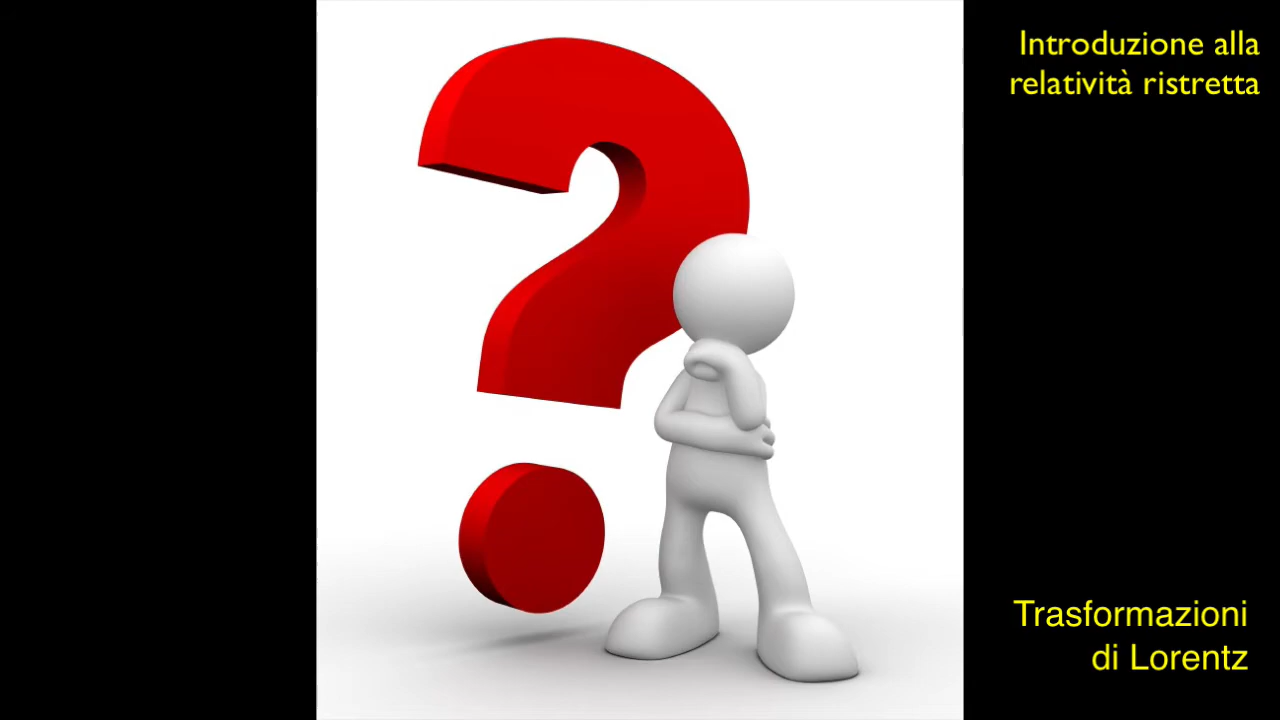 Introduzione alla
relatività ristretta
Trasformazioni
di Lorentz